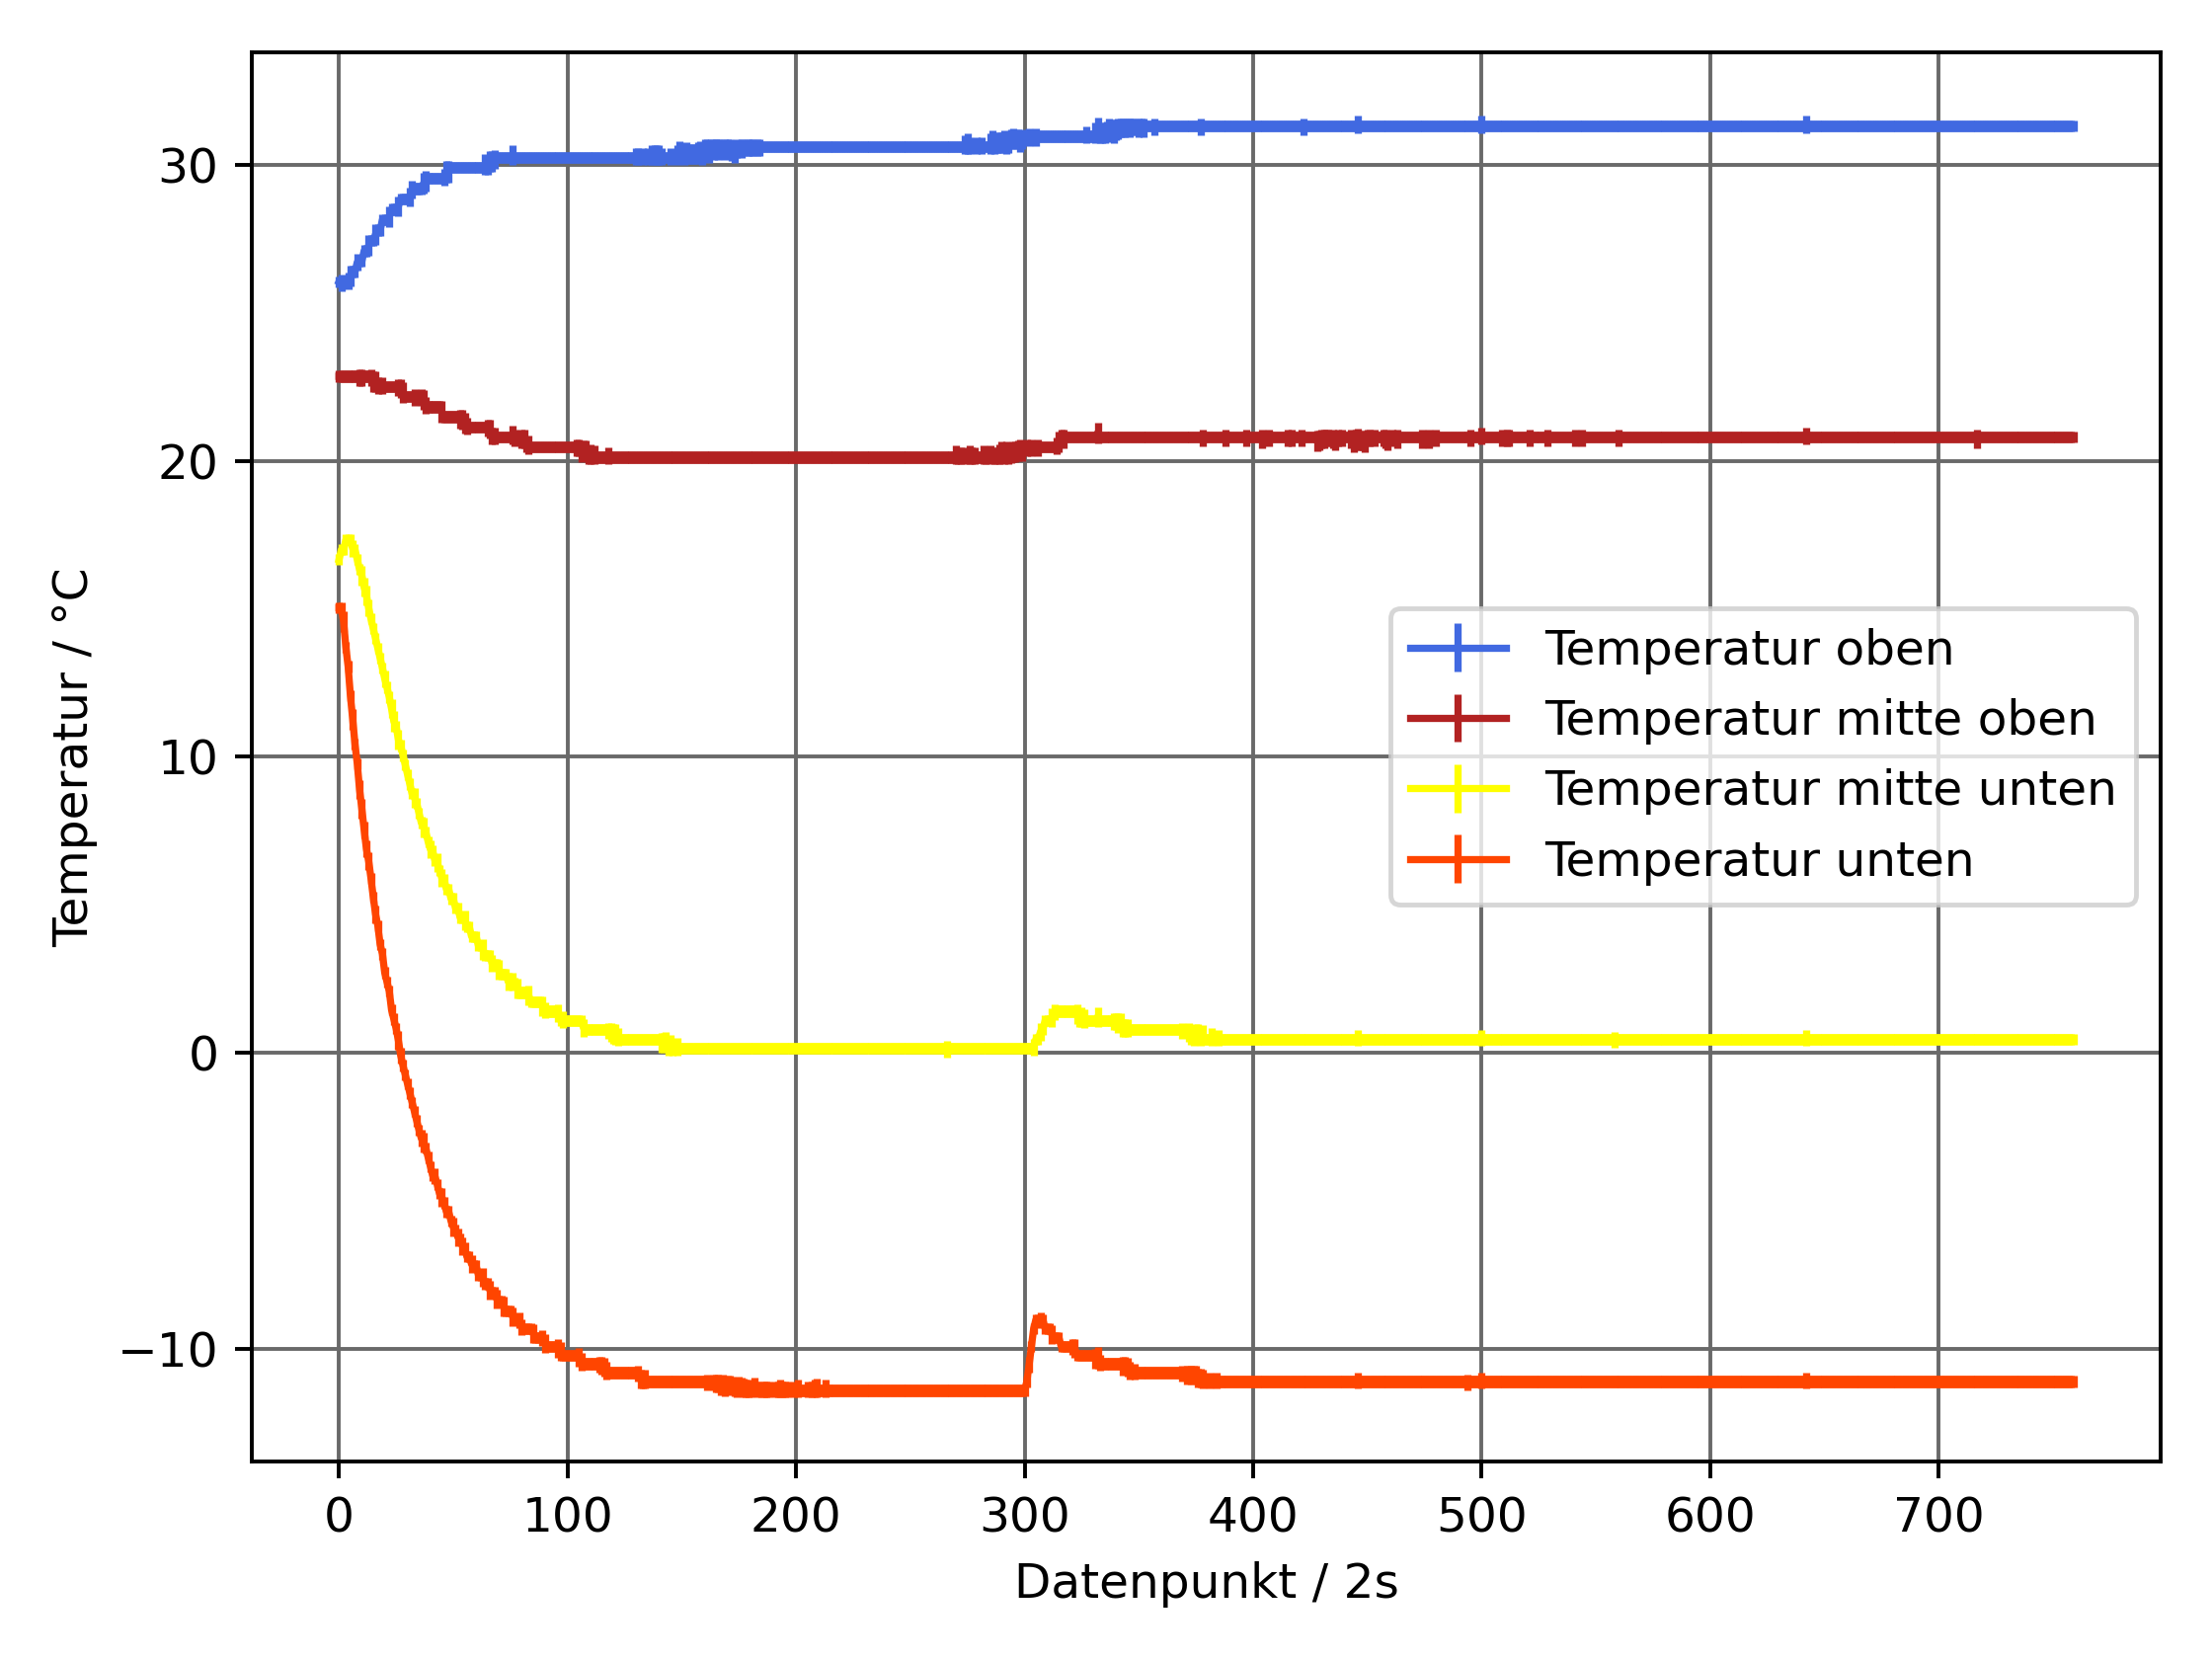 30
20
10
0
−10
Temperatur / °C
Temperatur oben
Temperatur mitte oben
Temperatur mitte unten
Temperatur unten
0 100 200 300 400 500 600 700
Datenpunkt / 2s